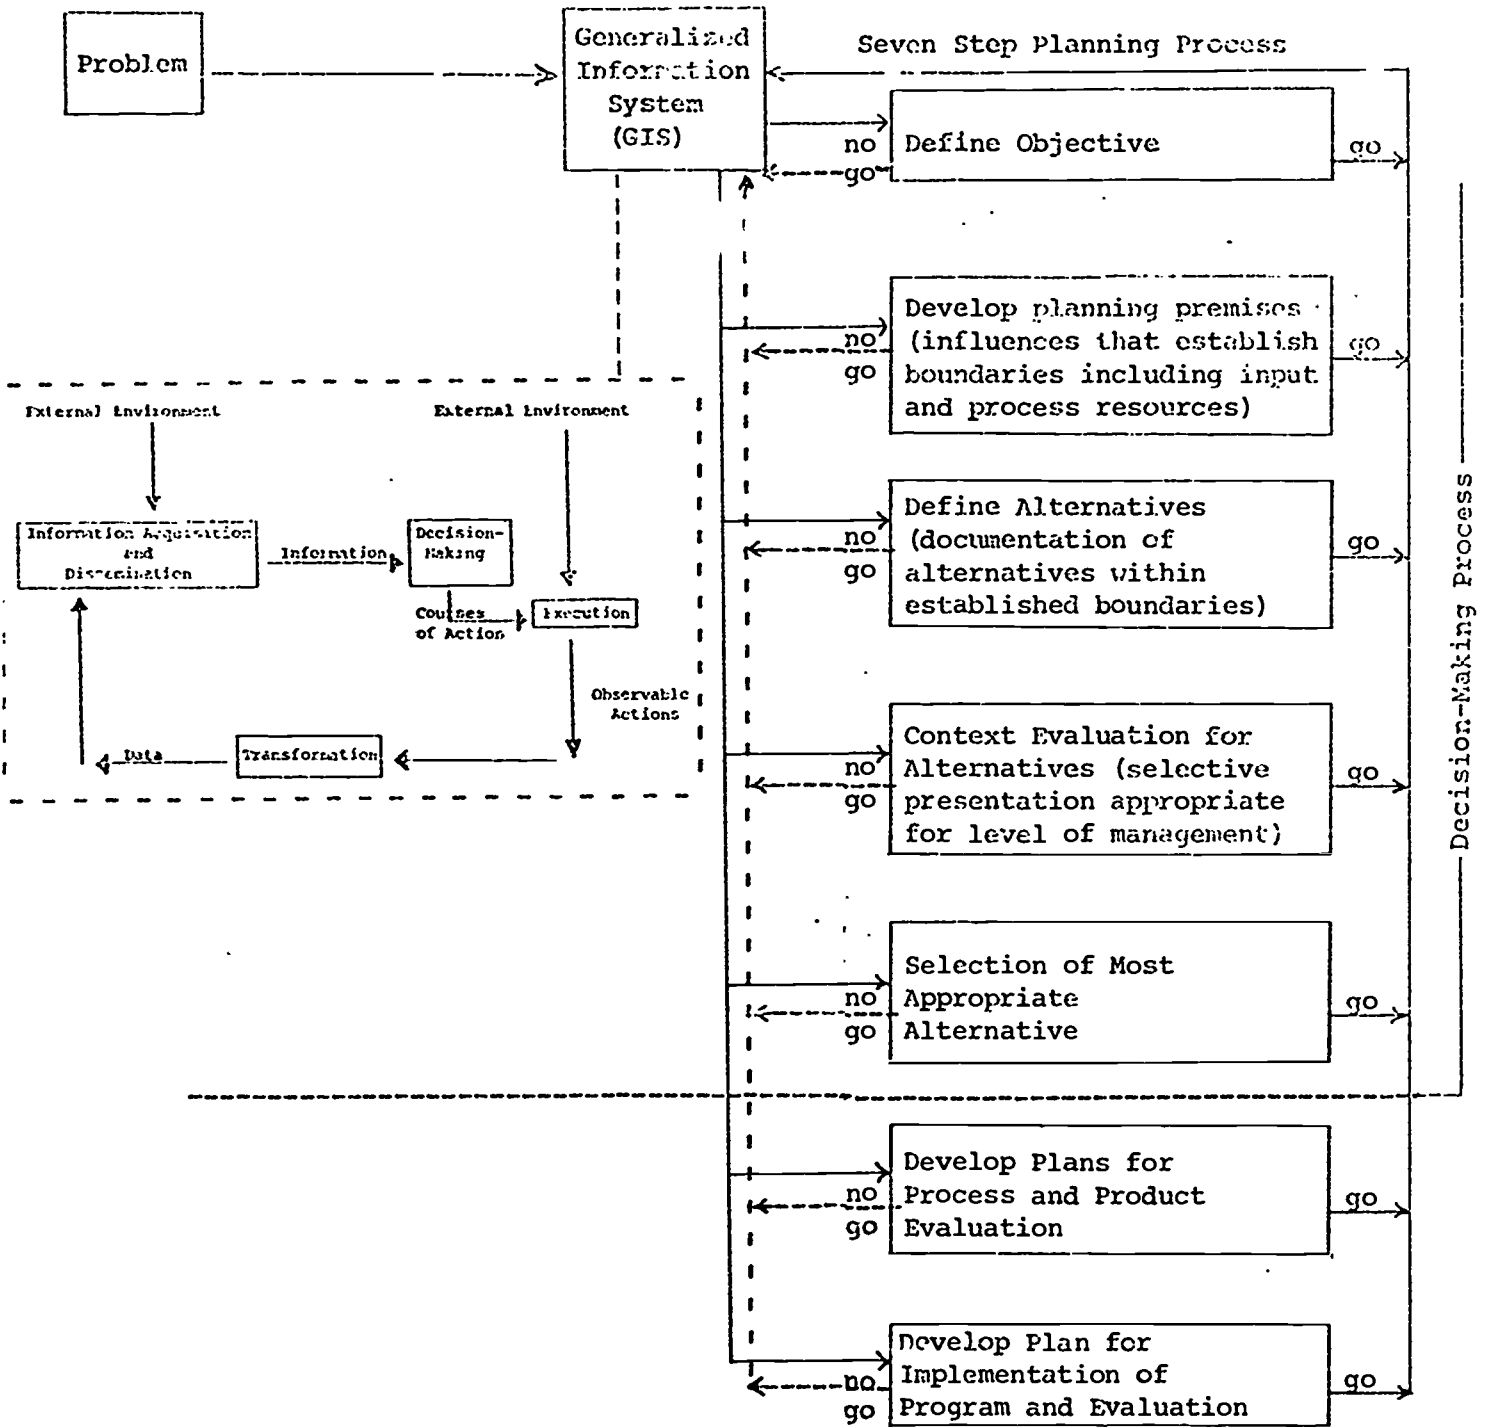 Problem
Generalized
Information
System
(GIS)
Seven Step Planning Process
Define Objective
no
go
go
Develop planning premises
(influences that establish
boundaries including input
and process resources)
no
go
go
Define Alternatives
(documentation of
alternatives within
established boundaries)
no
go
go
Context Evaluation for
Alternatives (selective
presentation appropriate
for level of management)
no
go
go
Selection of Most
Appropriate
Alternative
no
go
go
Develop Plans for
Process and Product
Evaluation
no
go
go
Develop Plan for
Implementation of
Program and Evaluation
no
go
go
Decision-Making Process
External Environment
External Environment
Information Acquisition
and
Dissemination
Information
Decision-
Making
Courses
of Action
Execution
Observable
Actions
Transformation
Data